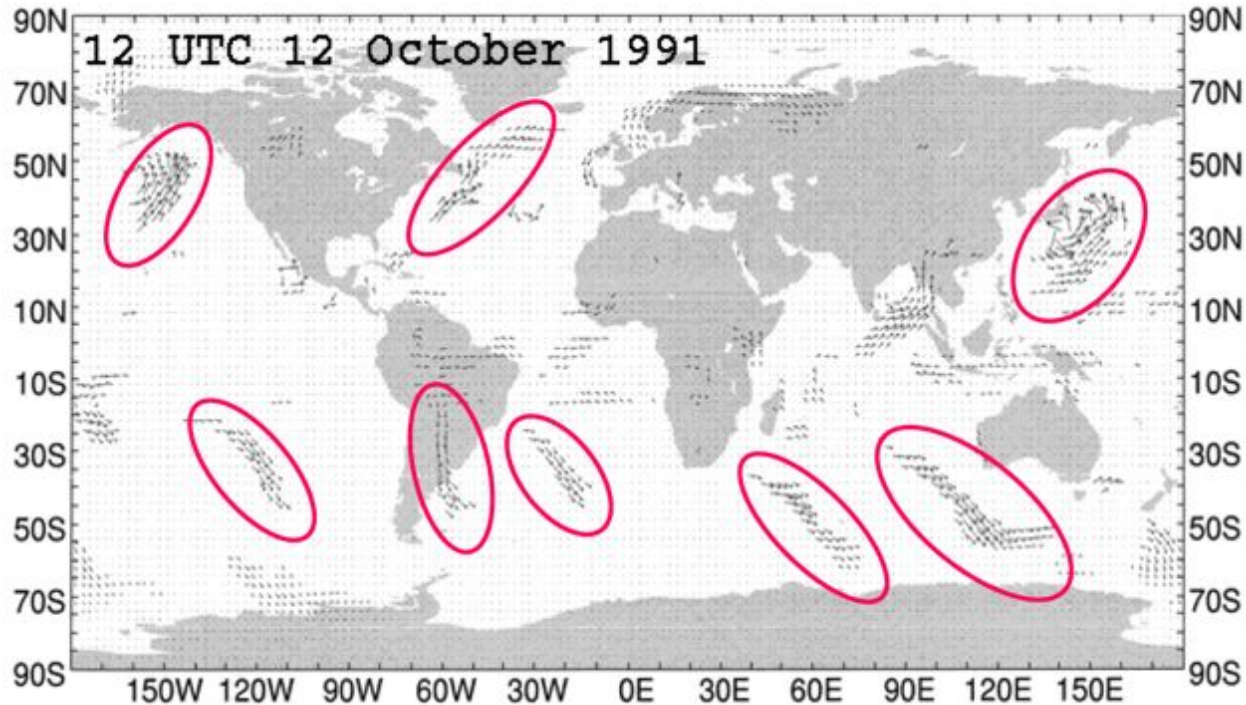 12 UTC 12 October 1991
90N 90N
70N 70N
50N 50N
30N 30N
10N 10N
10S 10S
30S 30S
50S 50S
70S 70S
90S 90S
150W 120W 90W 60W 30W 0E 30E 60E 90E 120E 150E